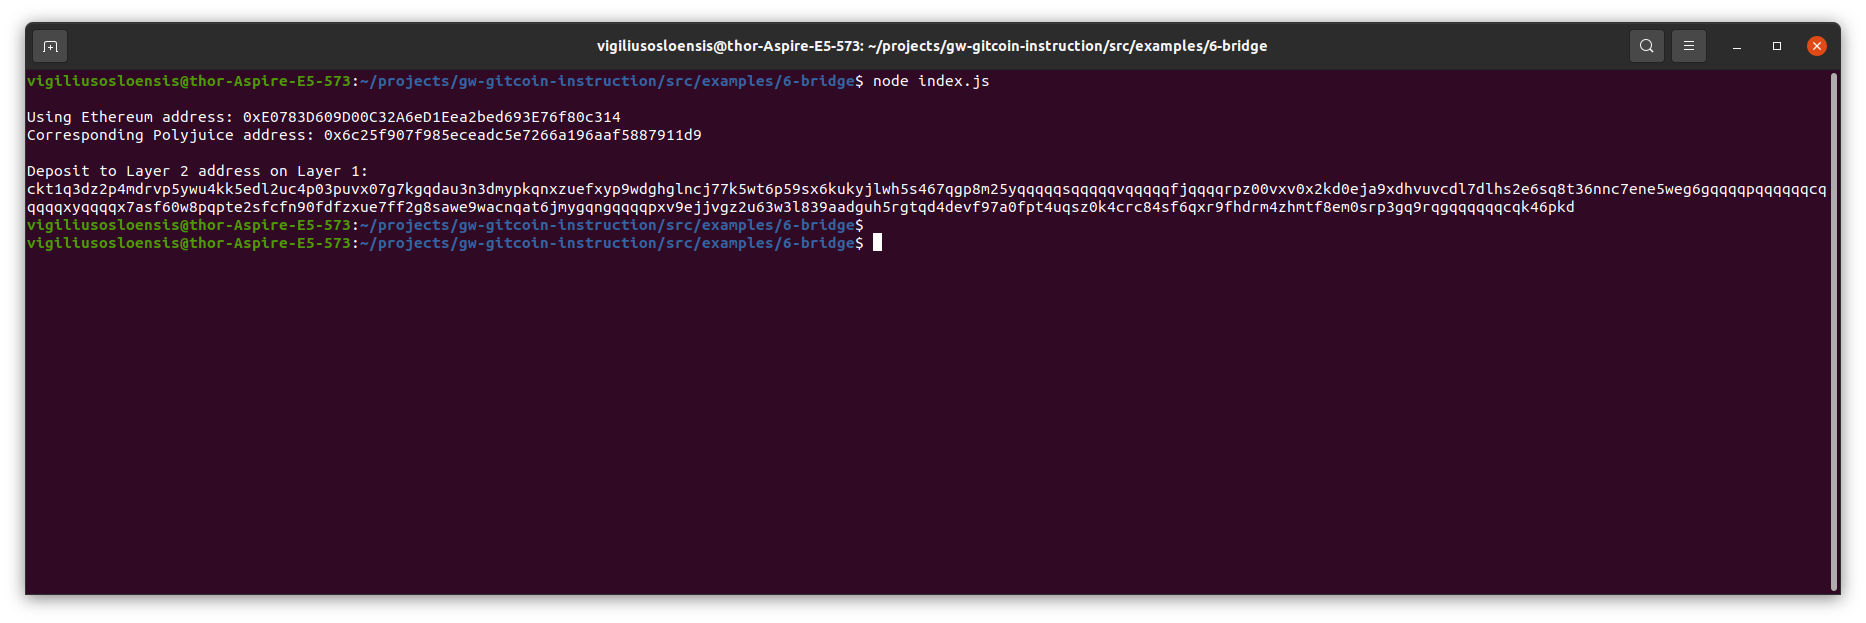 vigiliusosloensis@thor-Aspire-E5-573: ~/projects/gw-gitcoin-instruction/src/examples/6-bridge
vigiliusosloensis@thor-Aspire-E5-573:~/projects/gw-gitcoin-instruction/src/examples/6-bridge$ node index.js
Using Ethereum address: 0xE0783D609D00C32A6eD1Eea2bed693E76f80c314
Corresponding Polyjuice address: 0x6c25f907f985eceadc5e7266a196aaf5887911d9
Deposit to Layer 2 address on Layer 1:
ckt1q3dz2p4mdrvp5ywu4kk5edl2uc4p03puvx07g7kgqdau3n3dmypkqnxzuefxyp9wdghglncj77k5wt6p59sx6kukyjlwh5s467qgp8m25yqqqqqsqqqqqvqqqqqfjqqqqrpz00vxv0x2kd0eja9xdhvuvcdl7dlhs2e6sq8t36nnc7ene5weg6gqqqqpqqqqqqcq
qqqqxyqqqqx7asf60w8pqpte2sfcfn90fdfzxue7ff2g8sawe9wacnqat6jmygqngqqqqpxv9ejjvgz2u63w3l839aadguh5rgtqd4devf97a0fpt4uqsz0k4crc84sf6qxr9fhdrm4zhmtf8em0srp3gq9rqgqqqqqqcqk46pkd
vigiliusosloensis@thor-Aspire-E5-573:~/projects/gw-gitcoin-instruction/src/examples/6-bridge$
vigiliusosloensis@thor-Aspire-E5-573:~/projects/gw-gitcoin-instruction/src/examples/6-bridge$